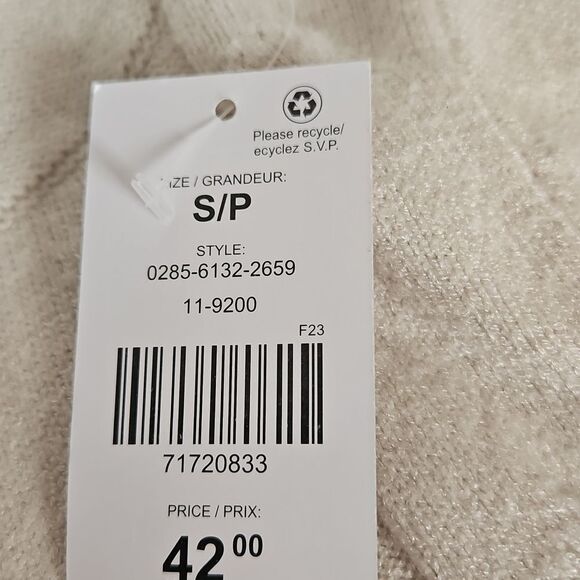 Please recycle/
ecyclez S.V.P.
IZE / GRANDEUR:
S/P
STYLE:
0285-6132-2659
11-9200
F23
71720833
PRICE / PRIX:
42 00